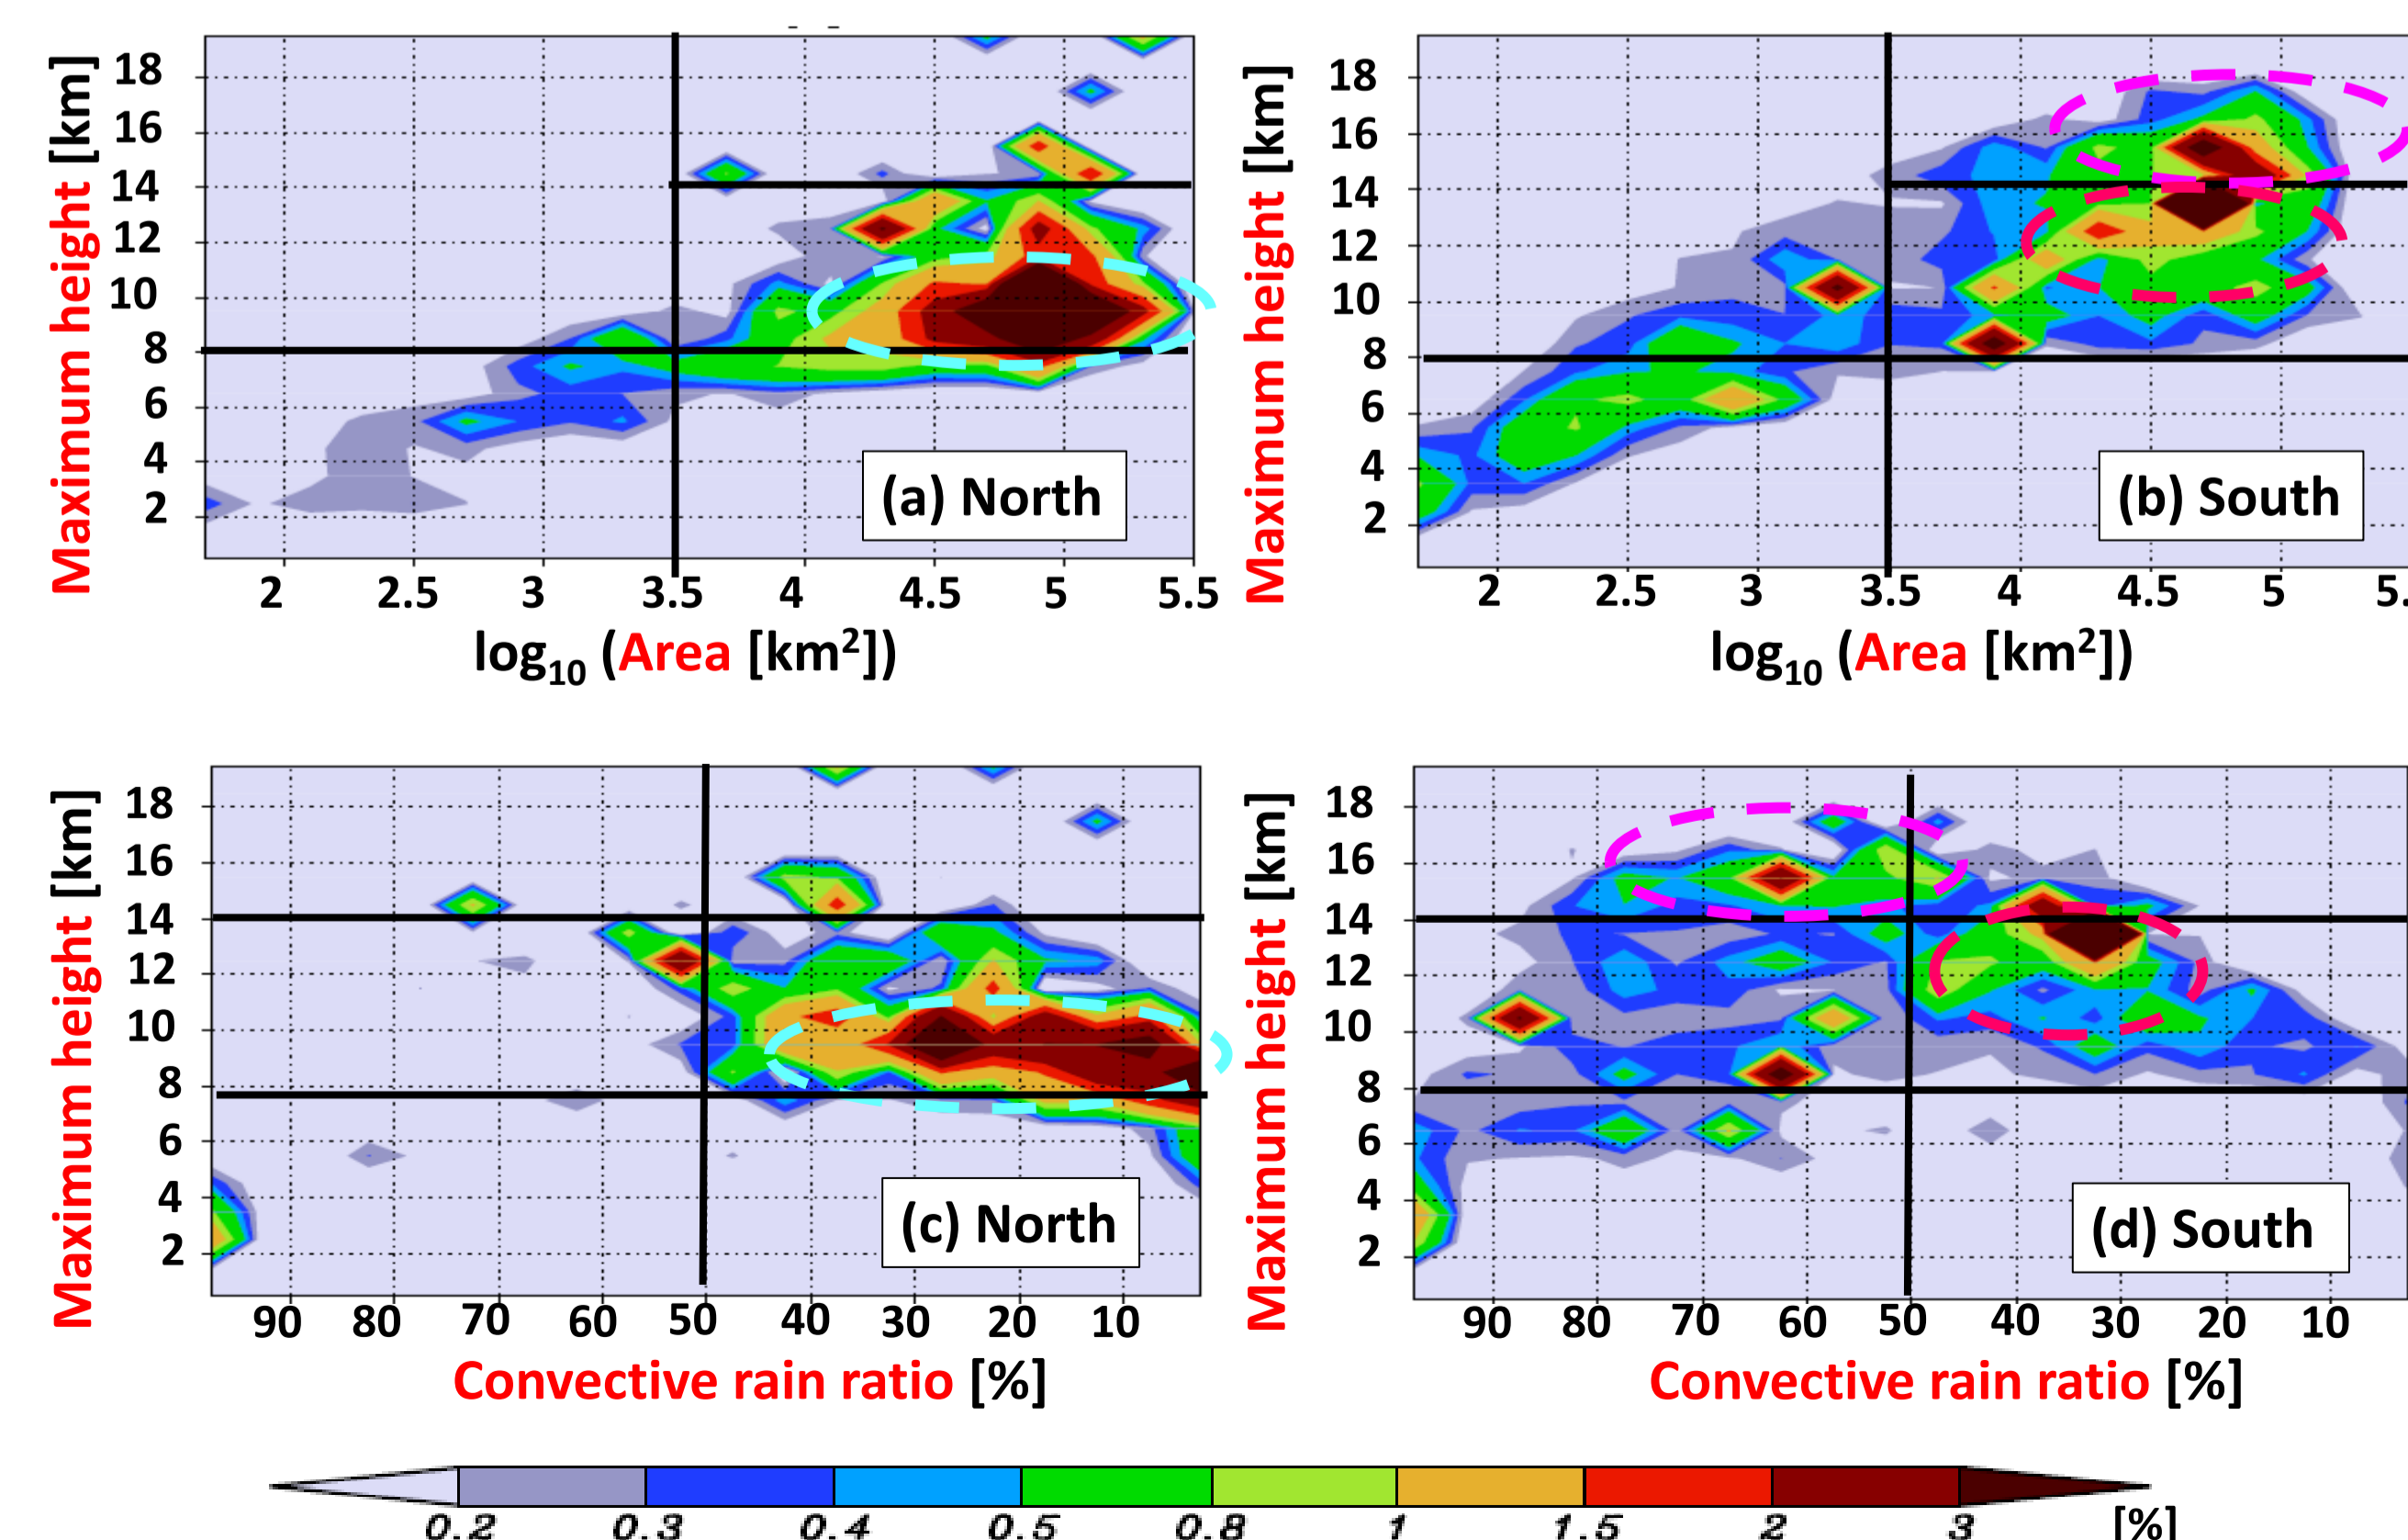 Maximum height [km]
18
16
14
12
10
8
6
4
2
(a) North
2 2.5 3 3.5 4 4.5 5 5.5
log10 (Area [km2])
Maximum height [km]
18
16
14
12
10
8
6
4
2
(b) South
2 2.5 3 3.5 4 4.5 5 5.
log10 (Area [km2])
Maximum height [km]
18
16
14
12
10
8
6
4
2
(c) North
90 80 70 60 50 40 30 20 10
Convective rain ratio [%]
Maximum height [km]
18
16
14
12
10
8
6
4
2
(d) South
90 80 70 60 50 40 30 20 10
Convective rain ratio [%]
0.2 0.3 0.4 0.5 0.8 1 1.5 2 3 [%]